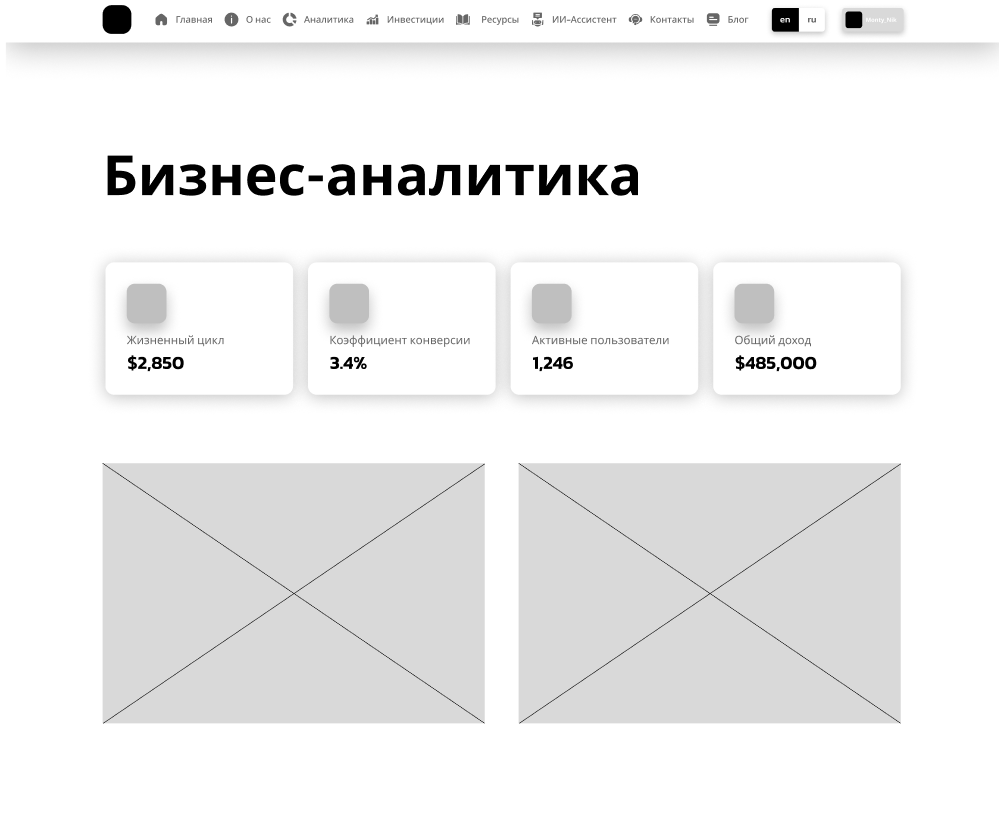 Главная О нас Аналитика Инвестиции Ресурсы ИИ-Ассистент Контакты Блог en ru
Бизнес-аналитика
Жизненный цикл
$2,850
Коэффициент конверсии
3.4%
Активные пользователи
1,246
Общий доход
$485,000